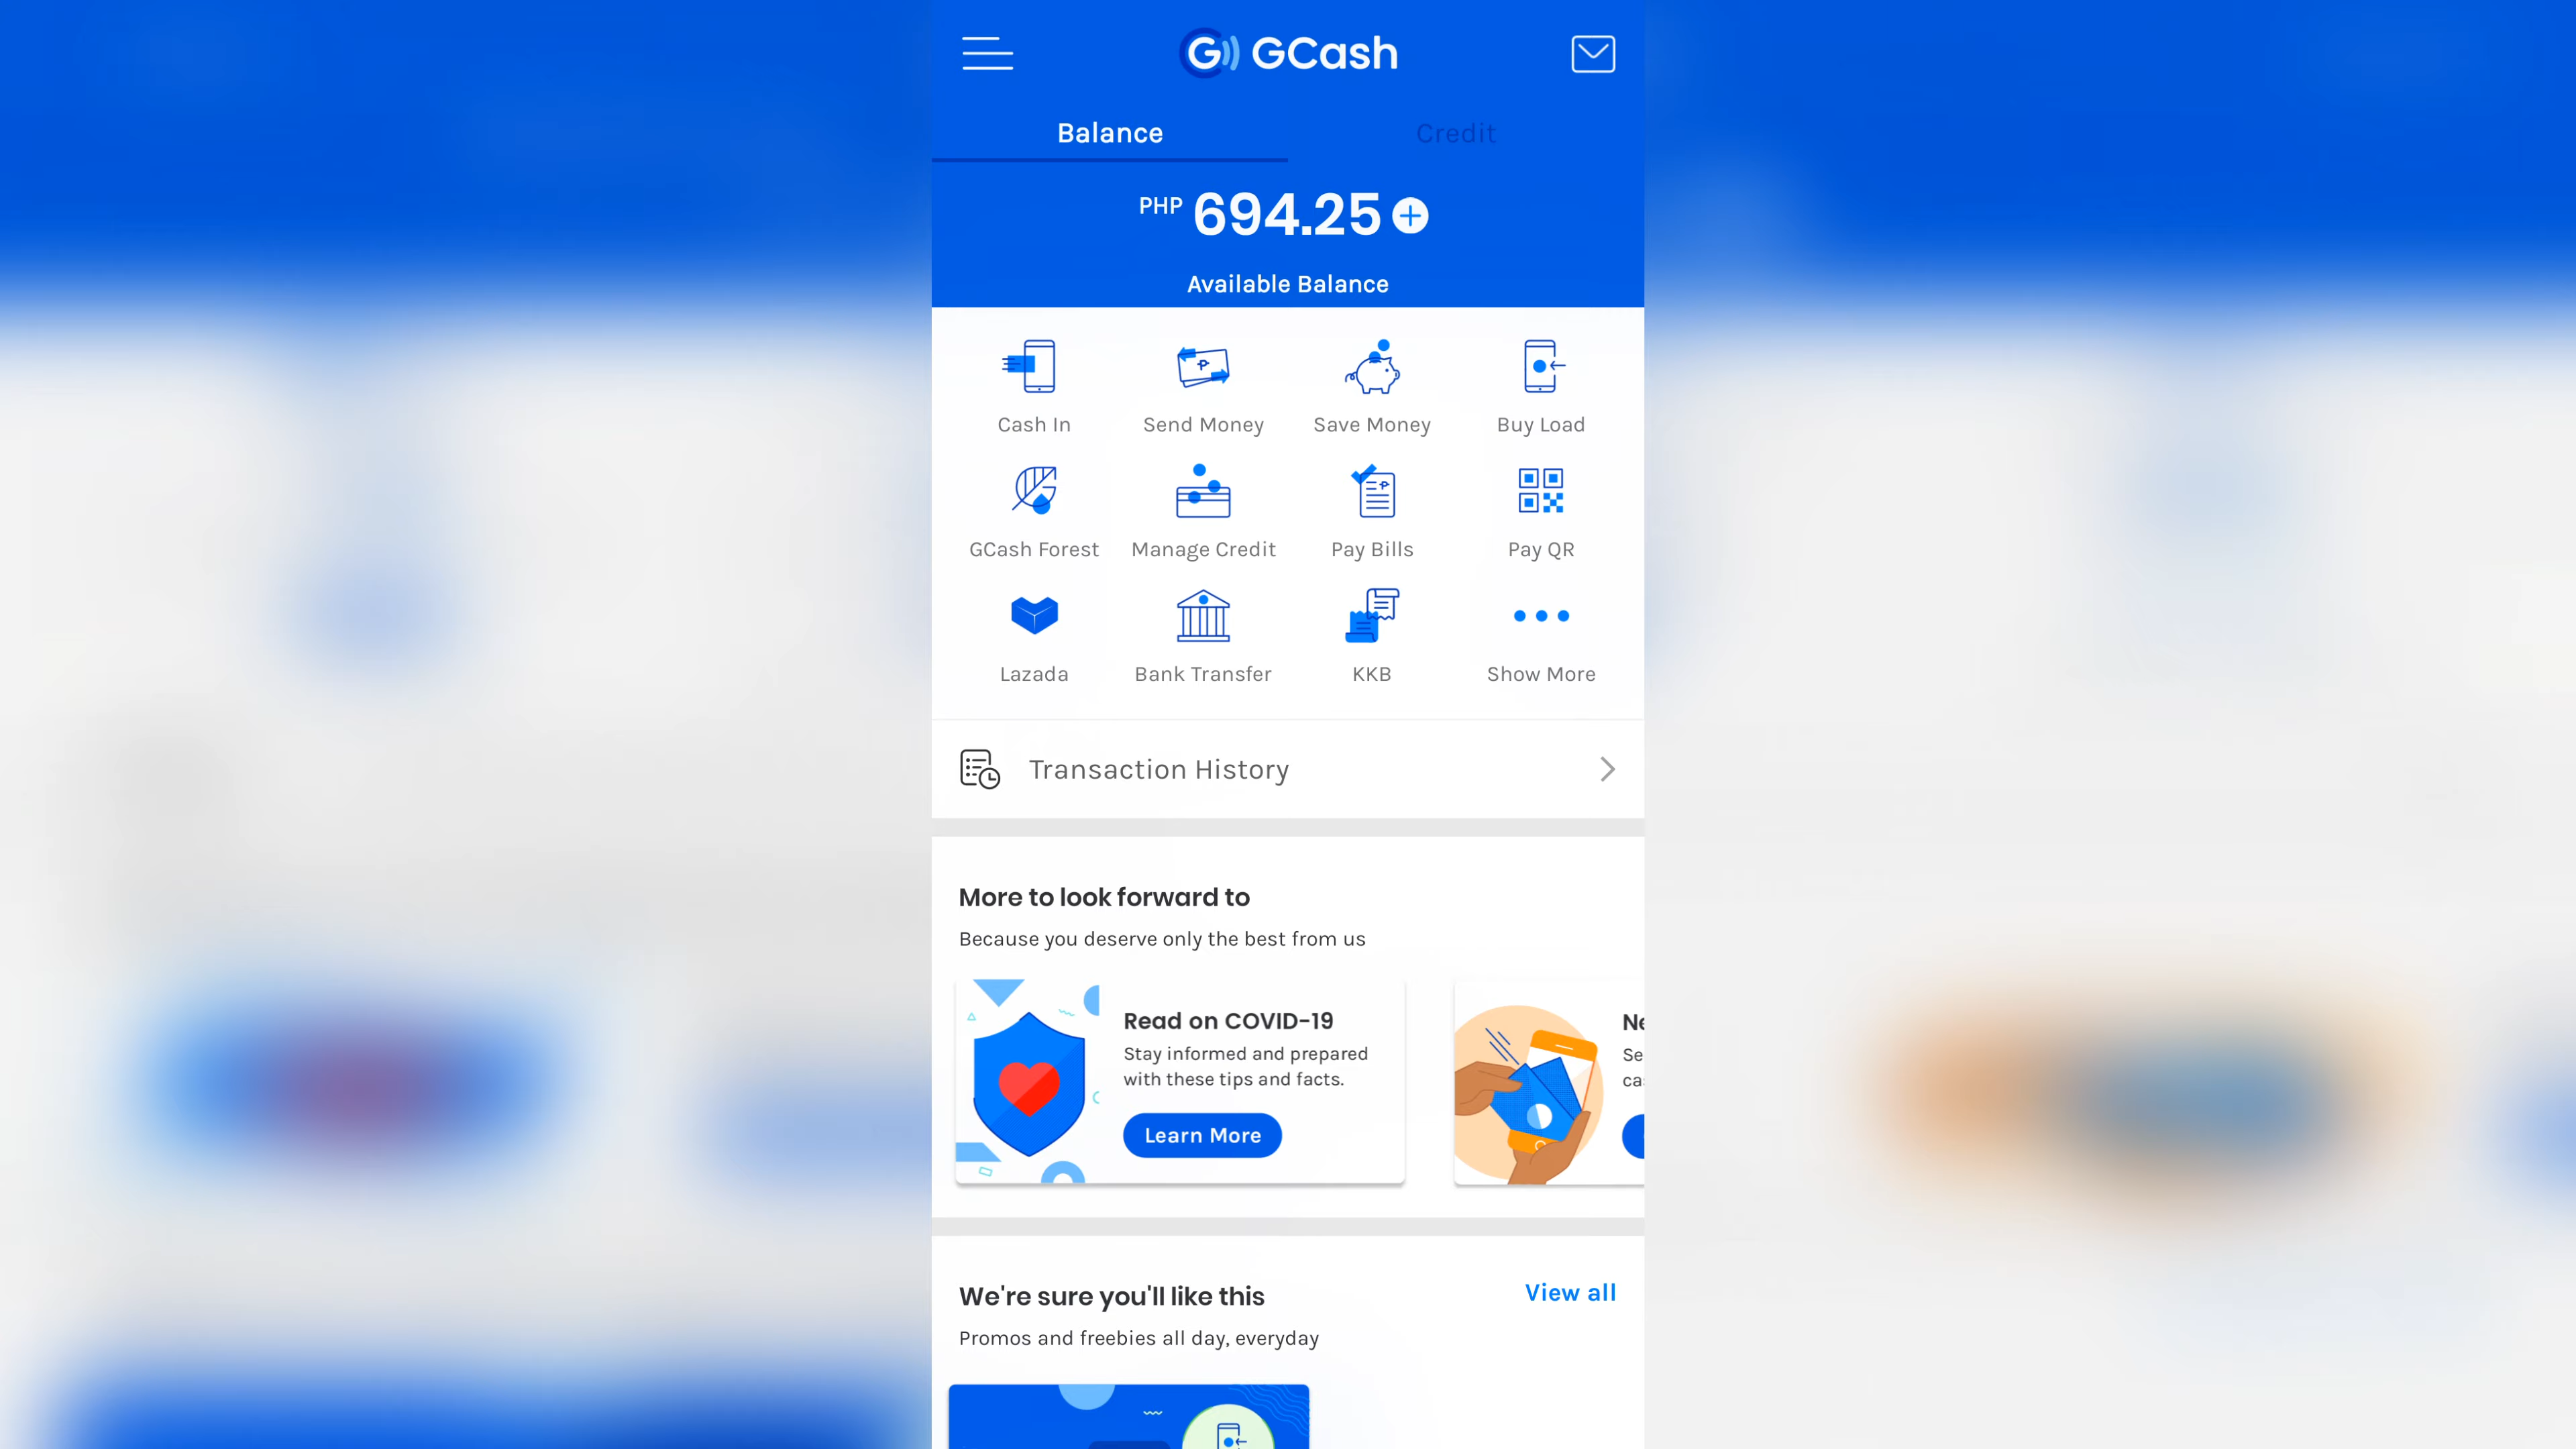 GCash
Balance
Credit
PHP 694.25
Available Balance
Cash In
Send Money
Save Money
Buy Load
GCash Forest
Manage Credit
Pay Bills
Pay QR
Lazada
Bank Transfer
KKB
Show More
Transaction History
More to look forward to
Because you deserve only the best from us
Read on COVID-19
Stay informed and prepared
with these tips and facts.
Learn More
We're sure you'll like this
View all
Promos and freebies all day, everyday